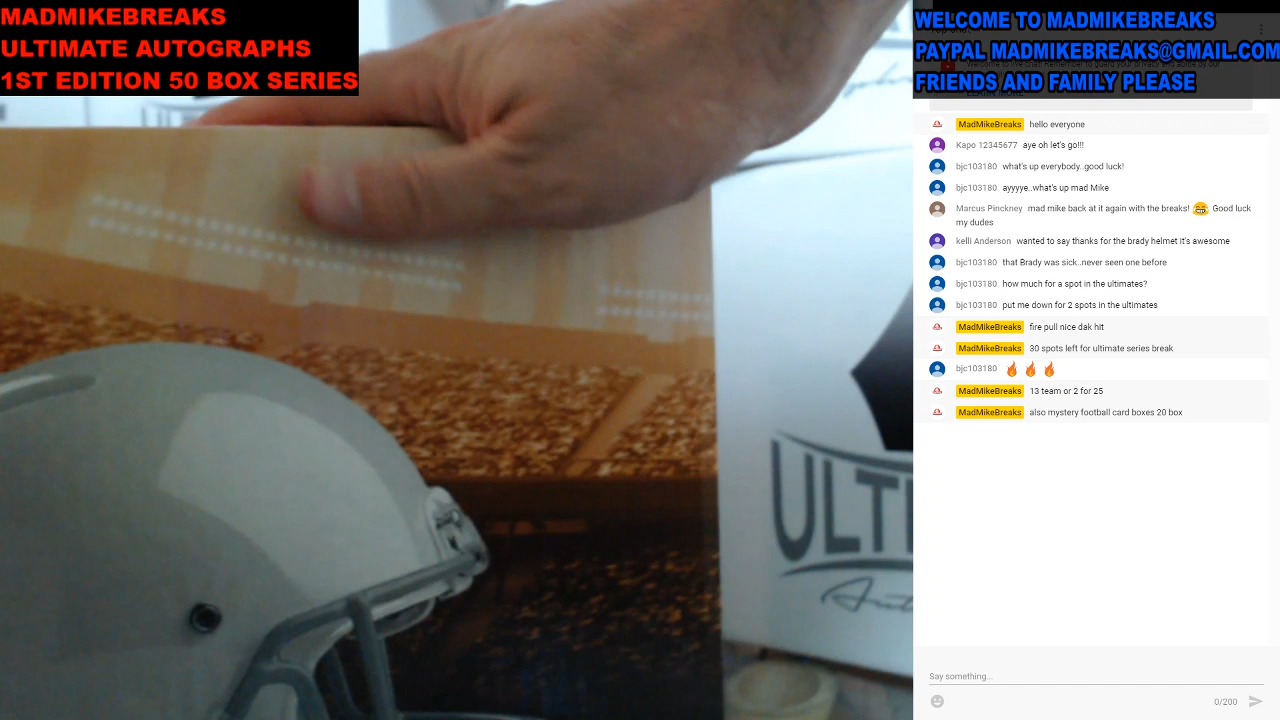 MADMIKEBREAKS
ULTIMATE AUTOGRAPHS
1ST EDITION 50 BOX SERIES
WELCOME TO MADMIKEBREAKS
PAYPAL MADMIKEBREAKS@GMAIL.COM
FRIENDS AND FAMILY PLEASE
MadMikeBreaks hello everyone
Kapo 12345677 aye oh let's go!!!
bjc103180 what's up everybody..good luck!
bjc103180 ayyyye..what's up mad Mike
Marcus Pinckney mad mike back at it again with the breaks! 😁 Good luck
my dudes
kelli Anderson wanted to say thanks for the brady helmet it's awesome
bjc103180 that Brady was sick..never seen one before
bjc103180 how much for a spot in the ultimates?
bjc103180 put me down for 2 spots in the ultimates
MadMikeBreaks fire pull nice dak hit
MadMikeBreaks 30 spots left for ultimate series break
bjc103180 🔥 🔥 🔥
MadMikeBreaks 13 team or 2 for 25
MadMikeBreaks also mystery football card boxes 20 box
ULTI
Aut
Say something...
0/200